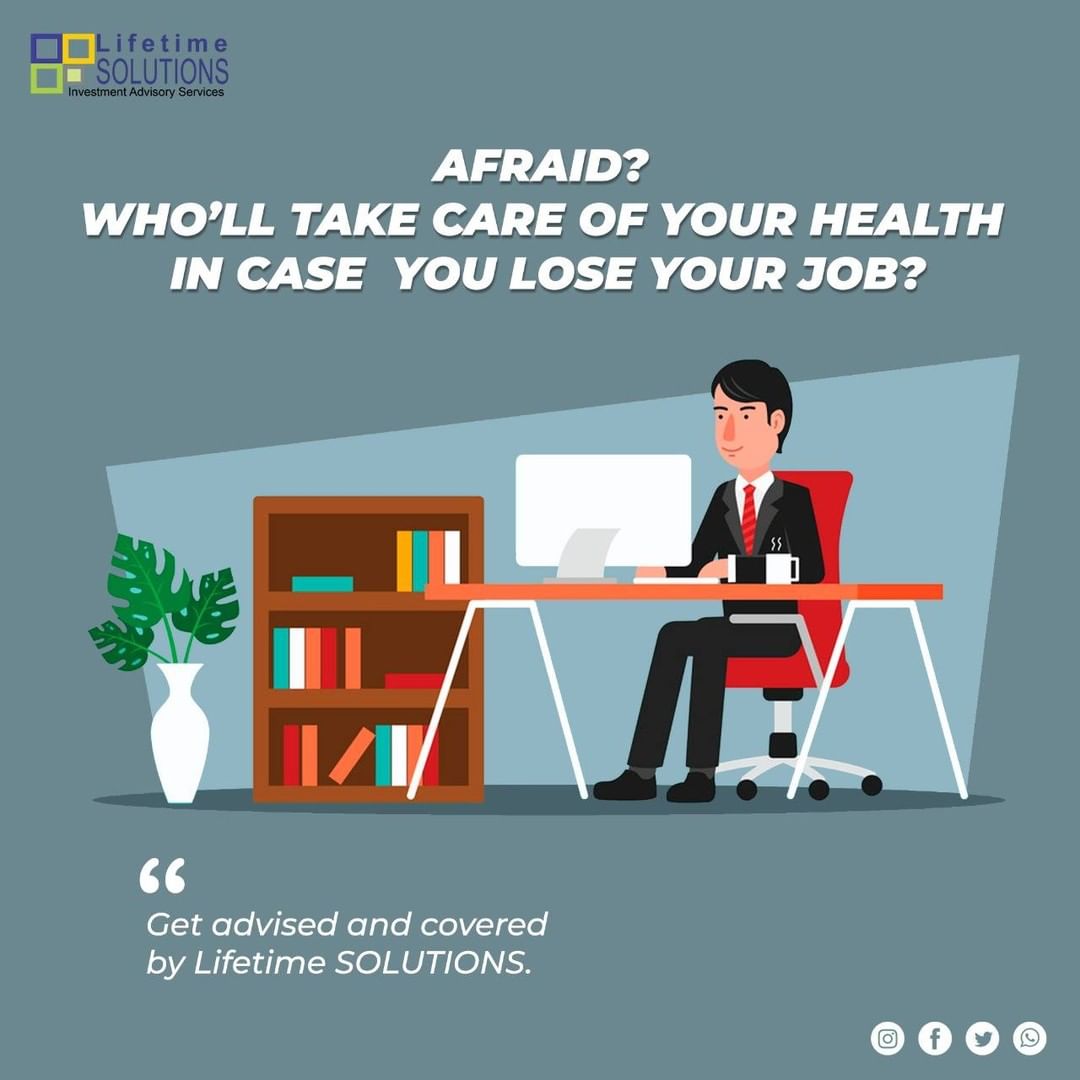 Lifetime
SOLUTIONS
Investment Advisory Services
AFRAID?
WHO’LL TAKE CARE OF YOUR HEALTH
IN CASE YOU LOSE YOUR JOB?
“
Get advised and covered
by Lifetime SOLUTIONS.